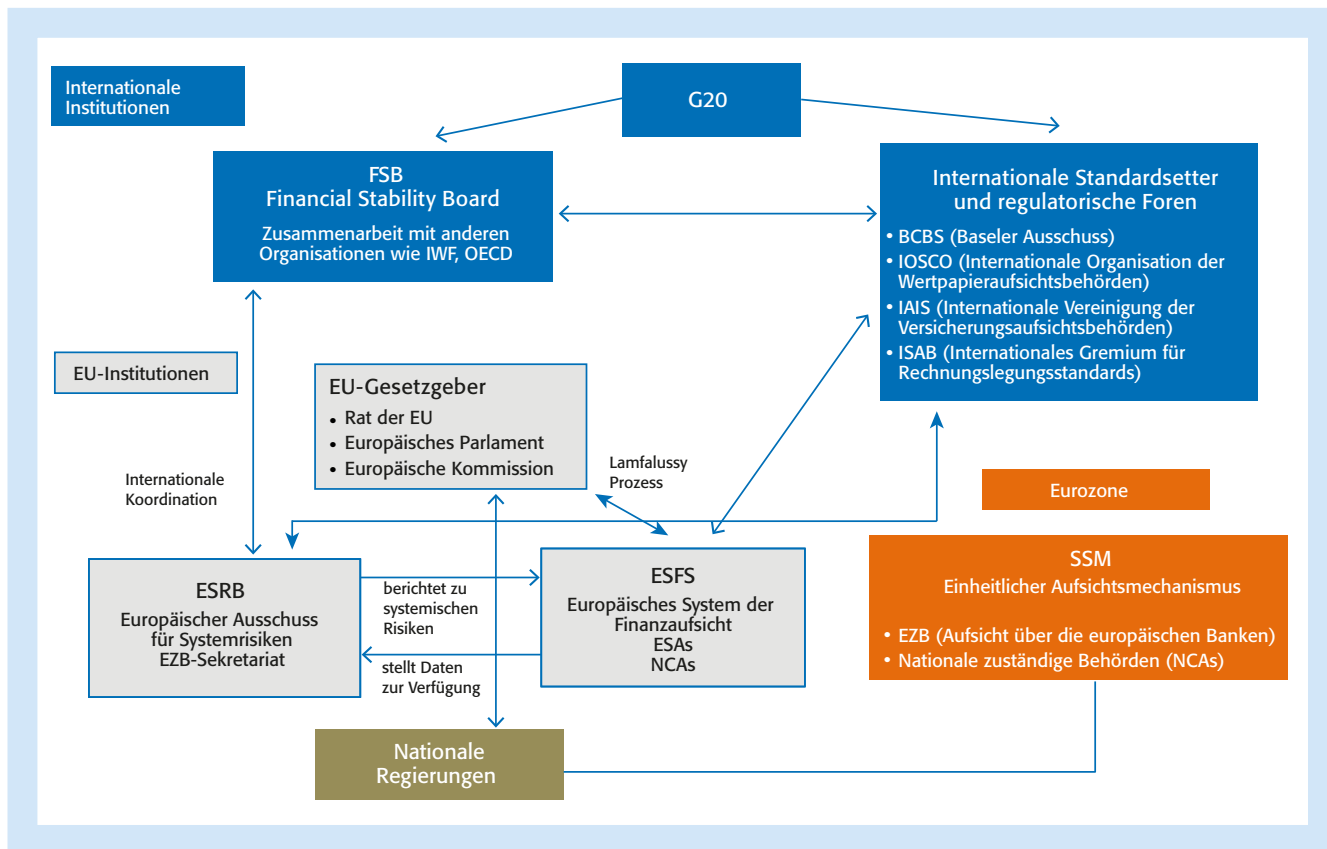 Internationale
Institutionen
G20
FSB
Financial Stability Board
Zusammenarbeit mit anderen
Organisationen wie IWF, OECD
Internationale Standardsetter
und regulatorische Foren
• BCBS (Baseler Ausschuss)
• IOSCO (Internationale Organisation der
Wertpapieraufsichtsbehörden)
• IAIS (Internationale Vereinigung der
Versicherungsaufsichtsbehörden)
• ISAB (Internationales Gremium für
Rechnungslegungsstandards)
EU-Institutionen
EU-Gesetzgeber
• Rat der EU
• Europäisches Parlament
• Europäische Kommission
Internationale
Koordination
Lamfalussy
Prozess
Eurozone
ESRB
Europäischer Ausschuss
für Systemrisiken
EZB-Sekretariat
berichtet zu
systemischen
Risiken
stellt Daten
zur Verfügung
ESFS
Europäisches System der
Finanzaufsicht
ESAs
NCAs
SSM
Einheitlicher Aufsichtsmechanismus
• EZB (Aufsicht über die europäischen Banken)
• Nationale zuständige Behörden (NCAs)
Nationale
Regierungen